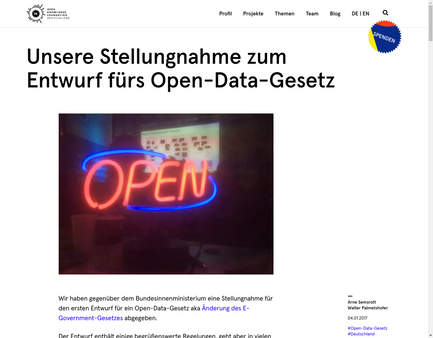 OPEN
KNOWLEDGE
FOUNDATION
DEUTSCHLAND
Profil Projekte Themen Team Blog DE | EN
SPENDEN
Unsere Stellungnahme zum
Entwurf fürs Open-Data-Gesetz
OPEN
Wir haben gegenüber dem Bundesinnenministerium eine Stellungnahme für
den ersten Entwurf für ein Open-Data-Gesetz aka Änderung des E-
Government-Gesetzes abgegeben.
Arne Semsrott
Walter Palmetshofer
04.01.2017
#Open-Data-Gesetz
#Deutschland
Der Entwurf enthält einige begrüßenswerte Regelungen, geht aber in vielen